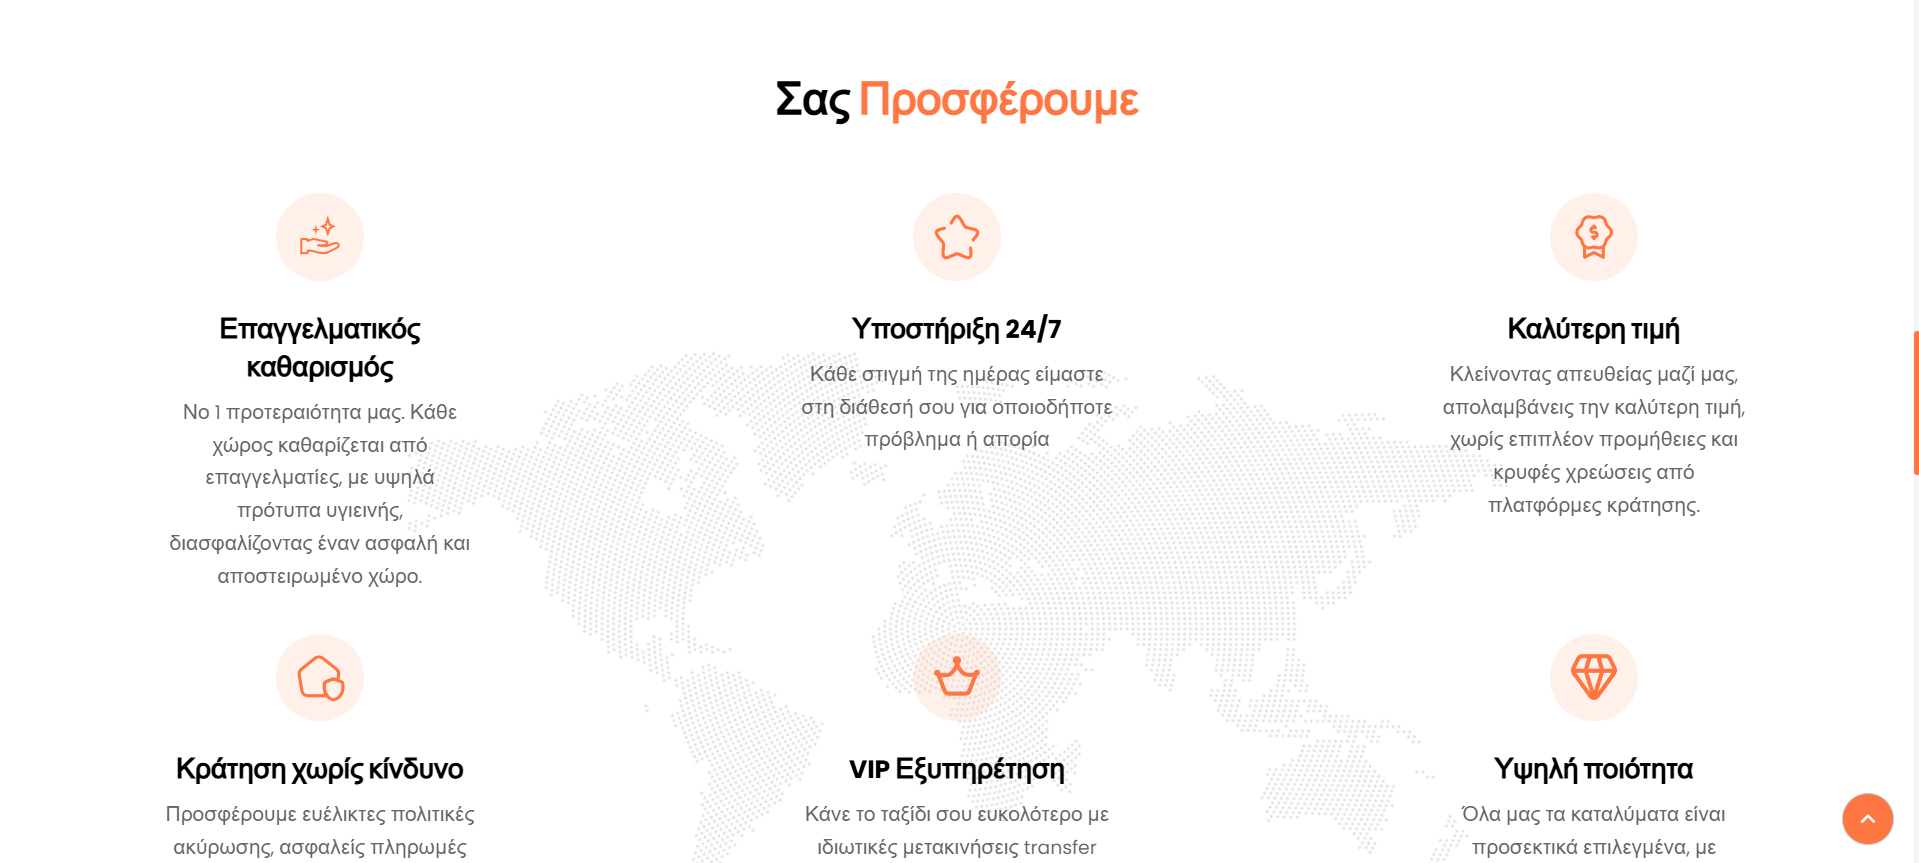 Σας Προσφέρουμε
Επαγγελματικός
καθαρισμός
Νο 1 προτεραιότητα μας. Κάθε
χώρος καθαρίζεται από
επαγγελματίες, με υψηλά
πρότυπα υγιεινής,
διασφαλίζοντας έναν ασφαλή και
αποστειρωμένο χώρο.
Υποστήριξη 24/7
Κάθε στιγμή της ημέρας είμαστε
στη διάθεσή σου για οποιοδήποτε
πρόβλημα ή απορία
Καλύτερη τιμή
Κλείνοντας απευθείας μαζί μας,
απολαμβάνεις την καλύτερη τιμή,
χωρίς επιπλέον προμήθειες και
κρυφές χρεώσεις από
πλατφόρμες κράτησης.
Κράτηση χωρίς κίνδυνο
Προσφέρουμε ευέλικτες πολιτικές
ακύρωσης, ασφαλείς πληρωμές
VIP Εξυπηρέτηση
Κάνε το ταξίδι σου ευκολότερο με
ιδιωτικές μετακινήσεις transfer
Υψηλή ποιότητα
Όλα μας τα καταλύματα είναι
προσεκτικά επιλεγμένα, με